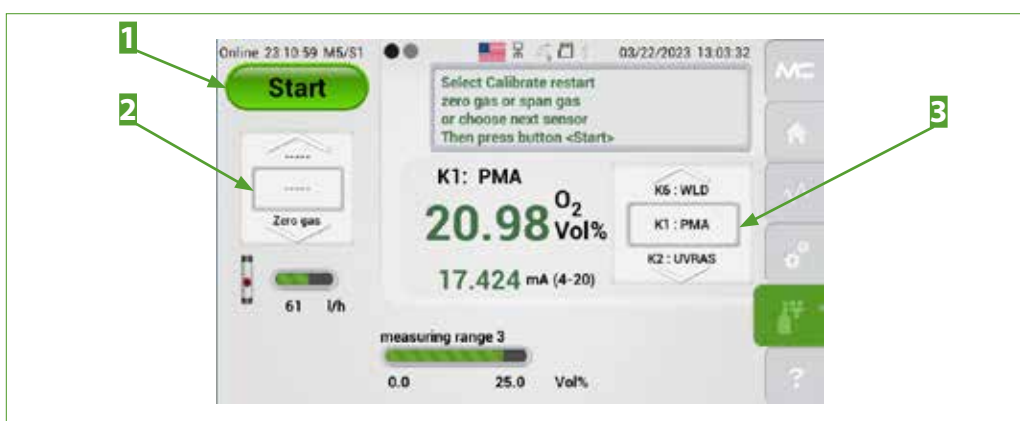 1
Online 23:10:59 M5/S1
03/22/2023 13:03:32
MC
Start
Select Calibrate restart
zero gas or span gas
or choose next sensor
Then press button <Start>
2
3
-----
-----
Zero gas
K1: PMA
20.98 O2 Vol%
17.424 mA (4-20)
K6 : WLD
K1 : PMA
K2 : UVRAS
61 l/h
measuring range 3
0.0 25.0 Vol%
?